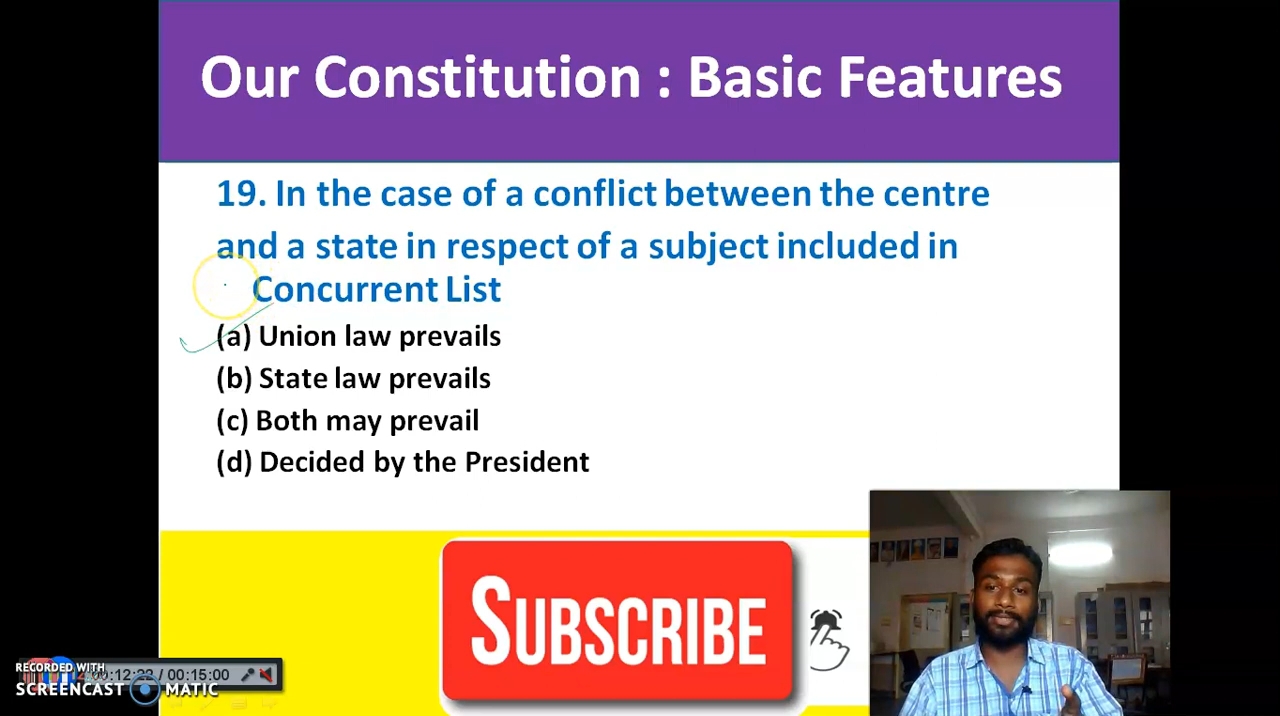 Our Constitution : Basic Features
19. In the case of a conflict between the centre
and a state in respect of a subject included in
Concurrent List
(a) Union law prevails
(b) State law prevails
(c) Both may prevail
(d) Decided by the President
SUBSCRIBE
RECORDED WITH
00:12:22 / 00:15:00
SCREENCAST MATIC